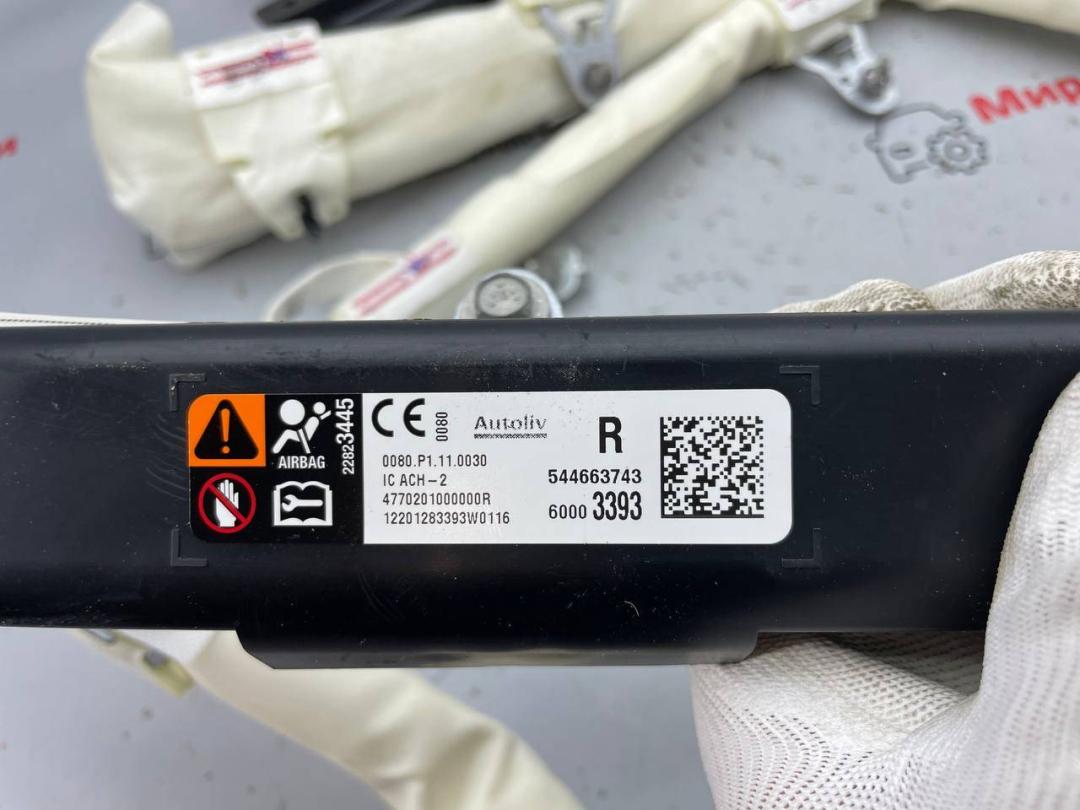 Мир
и
AIRBAG
22823445
CE
0080
Autoliv
R
0080.P1.11.0030
IC ACH-2
4770201000000R
12201283393W0116
544663743
6000 3393